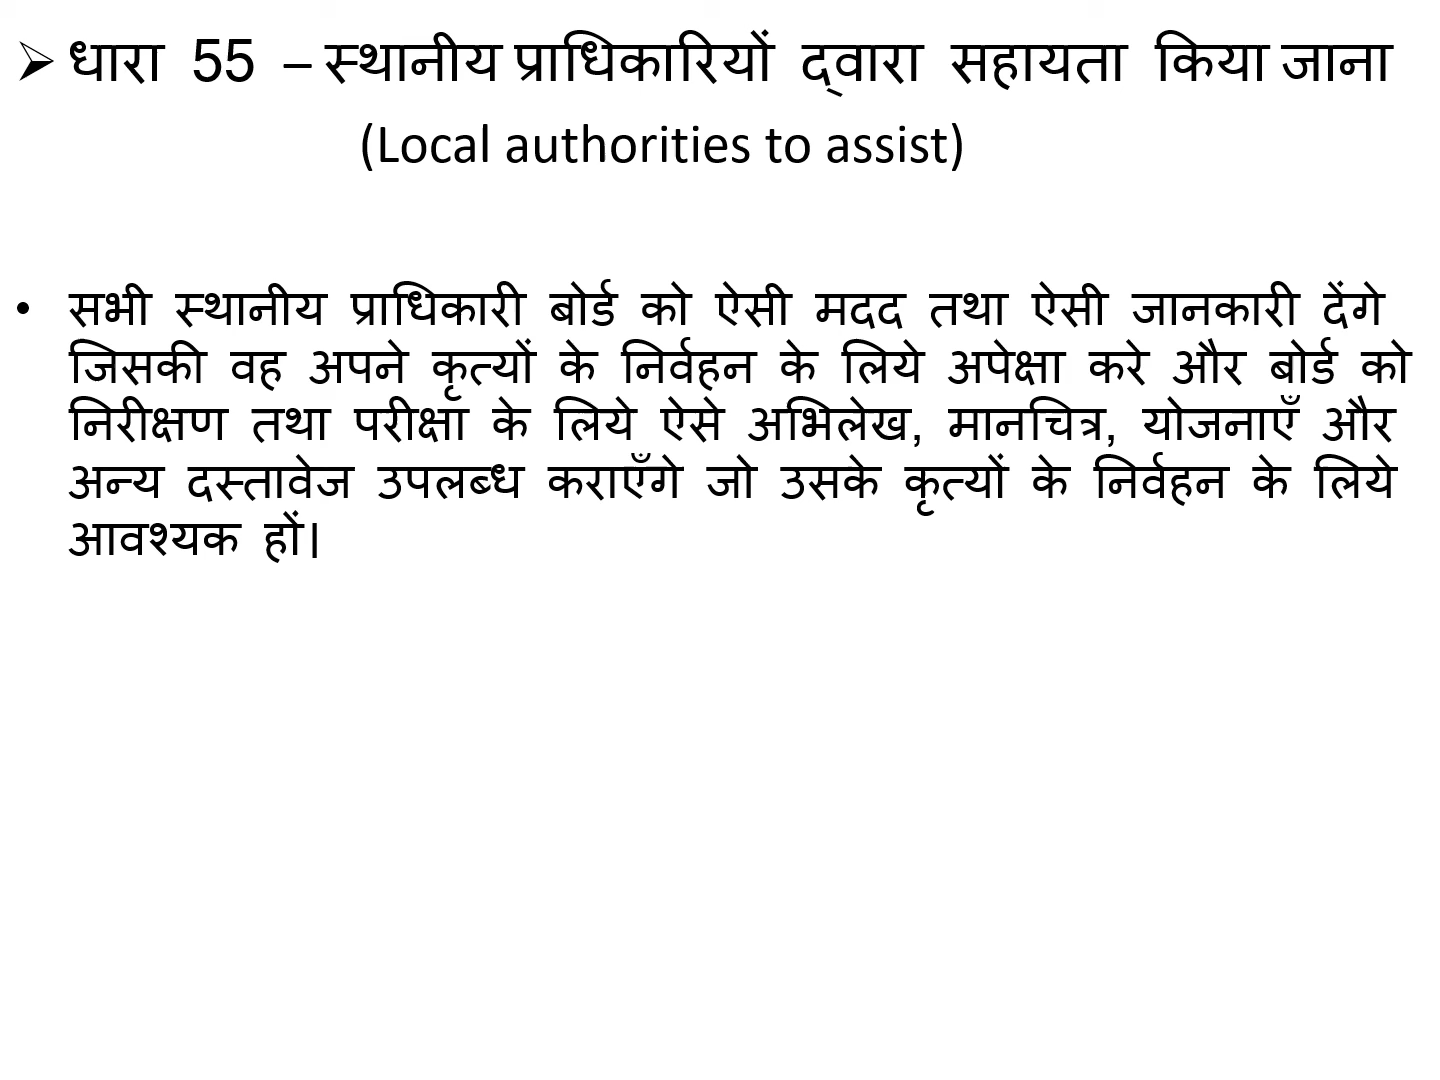 ➢ धारा 55 – स्थानीय प्राधिकारियों द्वारा सहायता किया जाना
(Local authorities to assist)
• सभी स्थानीय प्राधिकारी बोर्ड को ऐसी मदद तथा ऐसी जानकारी देंगे
जिसकी वह अपने कृत्यों के निर्वहन के लिये अपेक्षा करे और बोर्ड को
निरीक्षण तथा परीक्षा के लिये ऐसे अभिलेख, मानचित्र, योजनाएँ और
अन्य दस्तावेज उपलब्ध कराएँगे जो उसके कृत्यों के निर्वहन के लिये
आवश्यक हों।